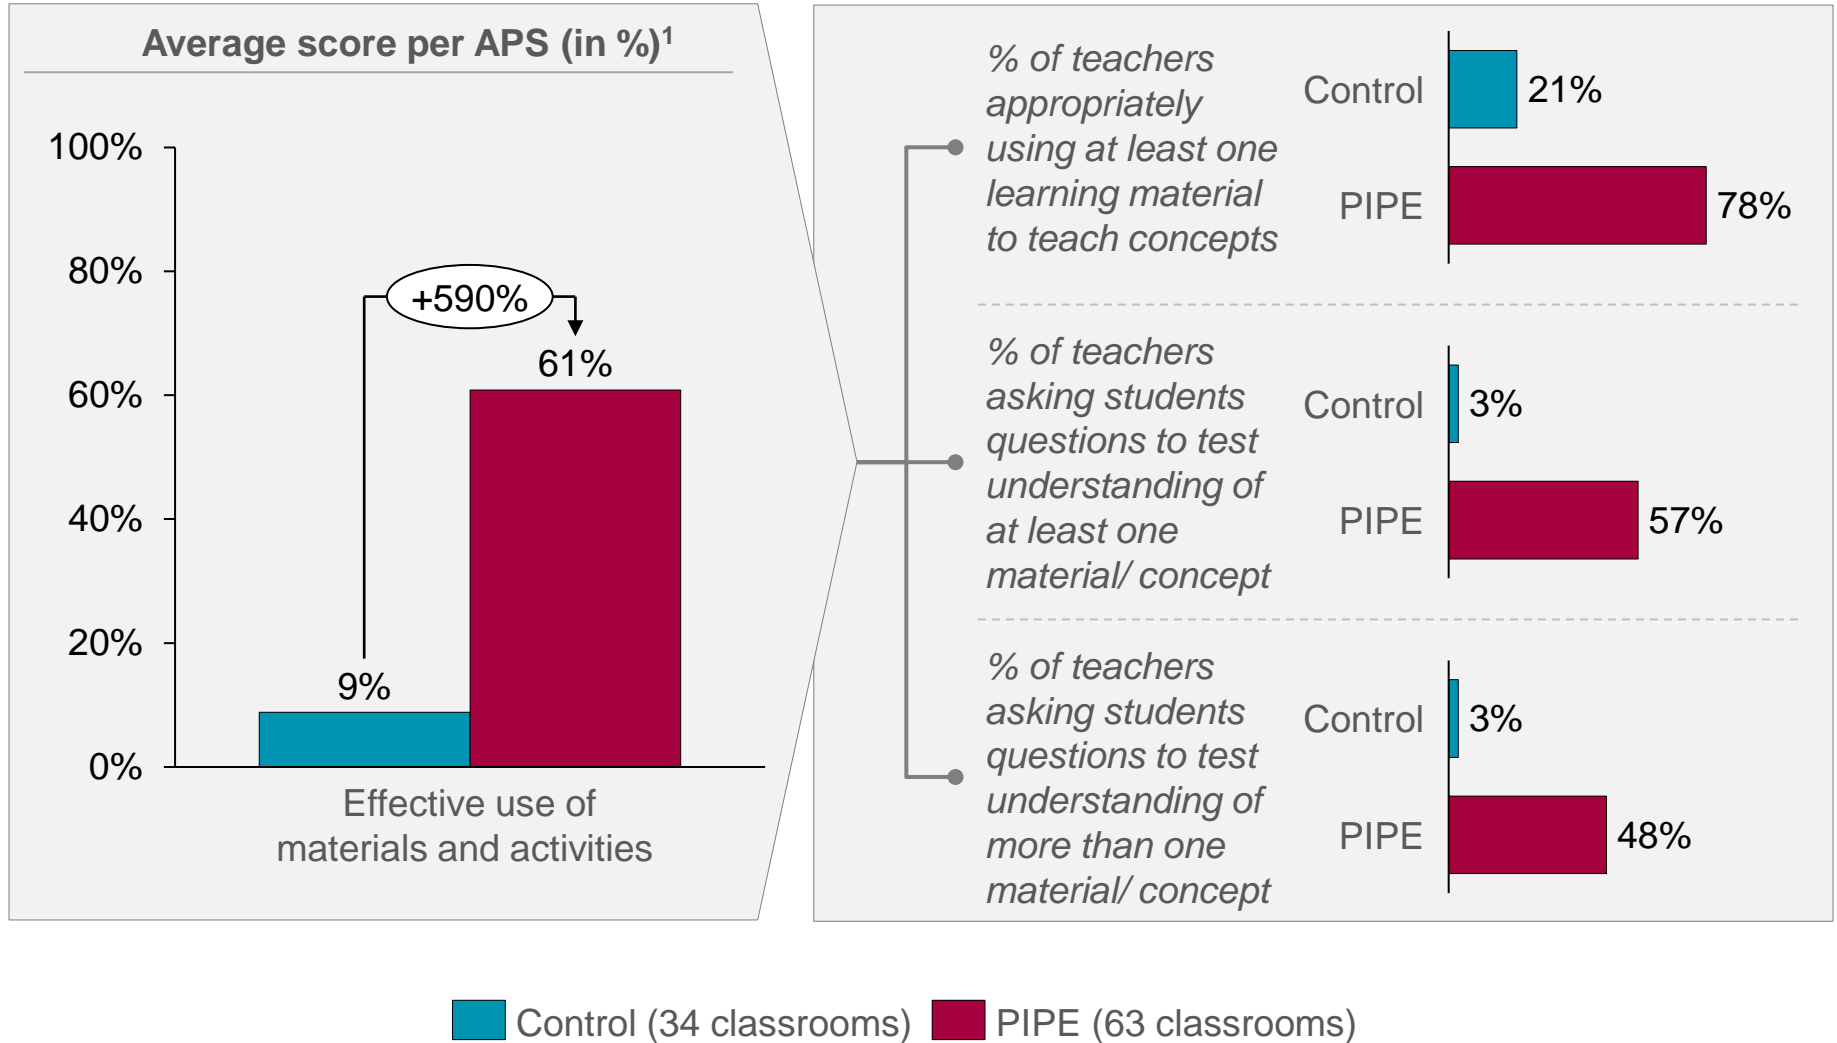 Average score per APS (in %)1
100%
80%
60%
40%
20%
0%
+590%
61%
9%
Effective use of
materials and activities
% of teachers
appropriately
using at least one
learning material
to teach concepts
Control
21%
PIPE
78%
% of teachers
asking students
questions to test
understanding of
at least one
material/ concept
Control
3%
PIPE
57%
% of teachers
asking students
questions to test
understanding of
more than one
material/ concept
Control
3%
PIPE
48%
Control (34 classrooms)
PIPE (63 classrooms)